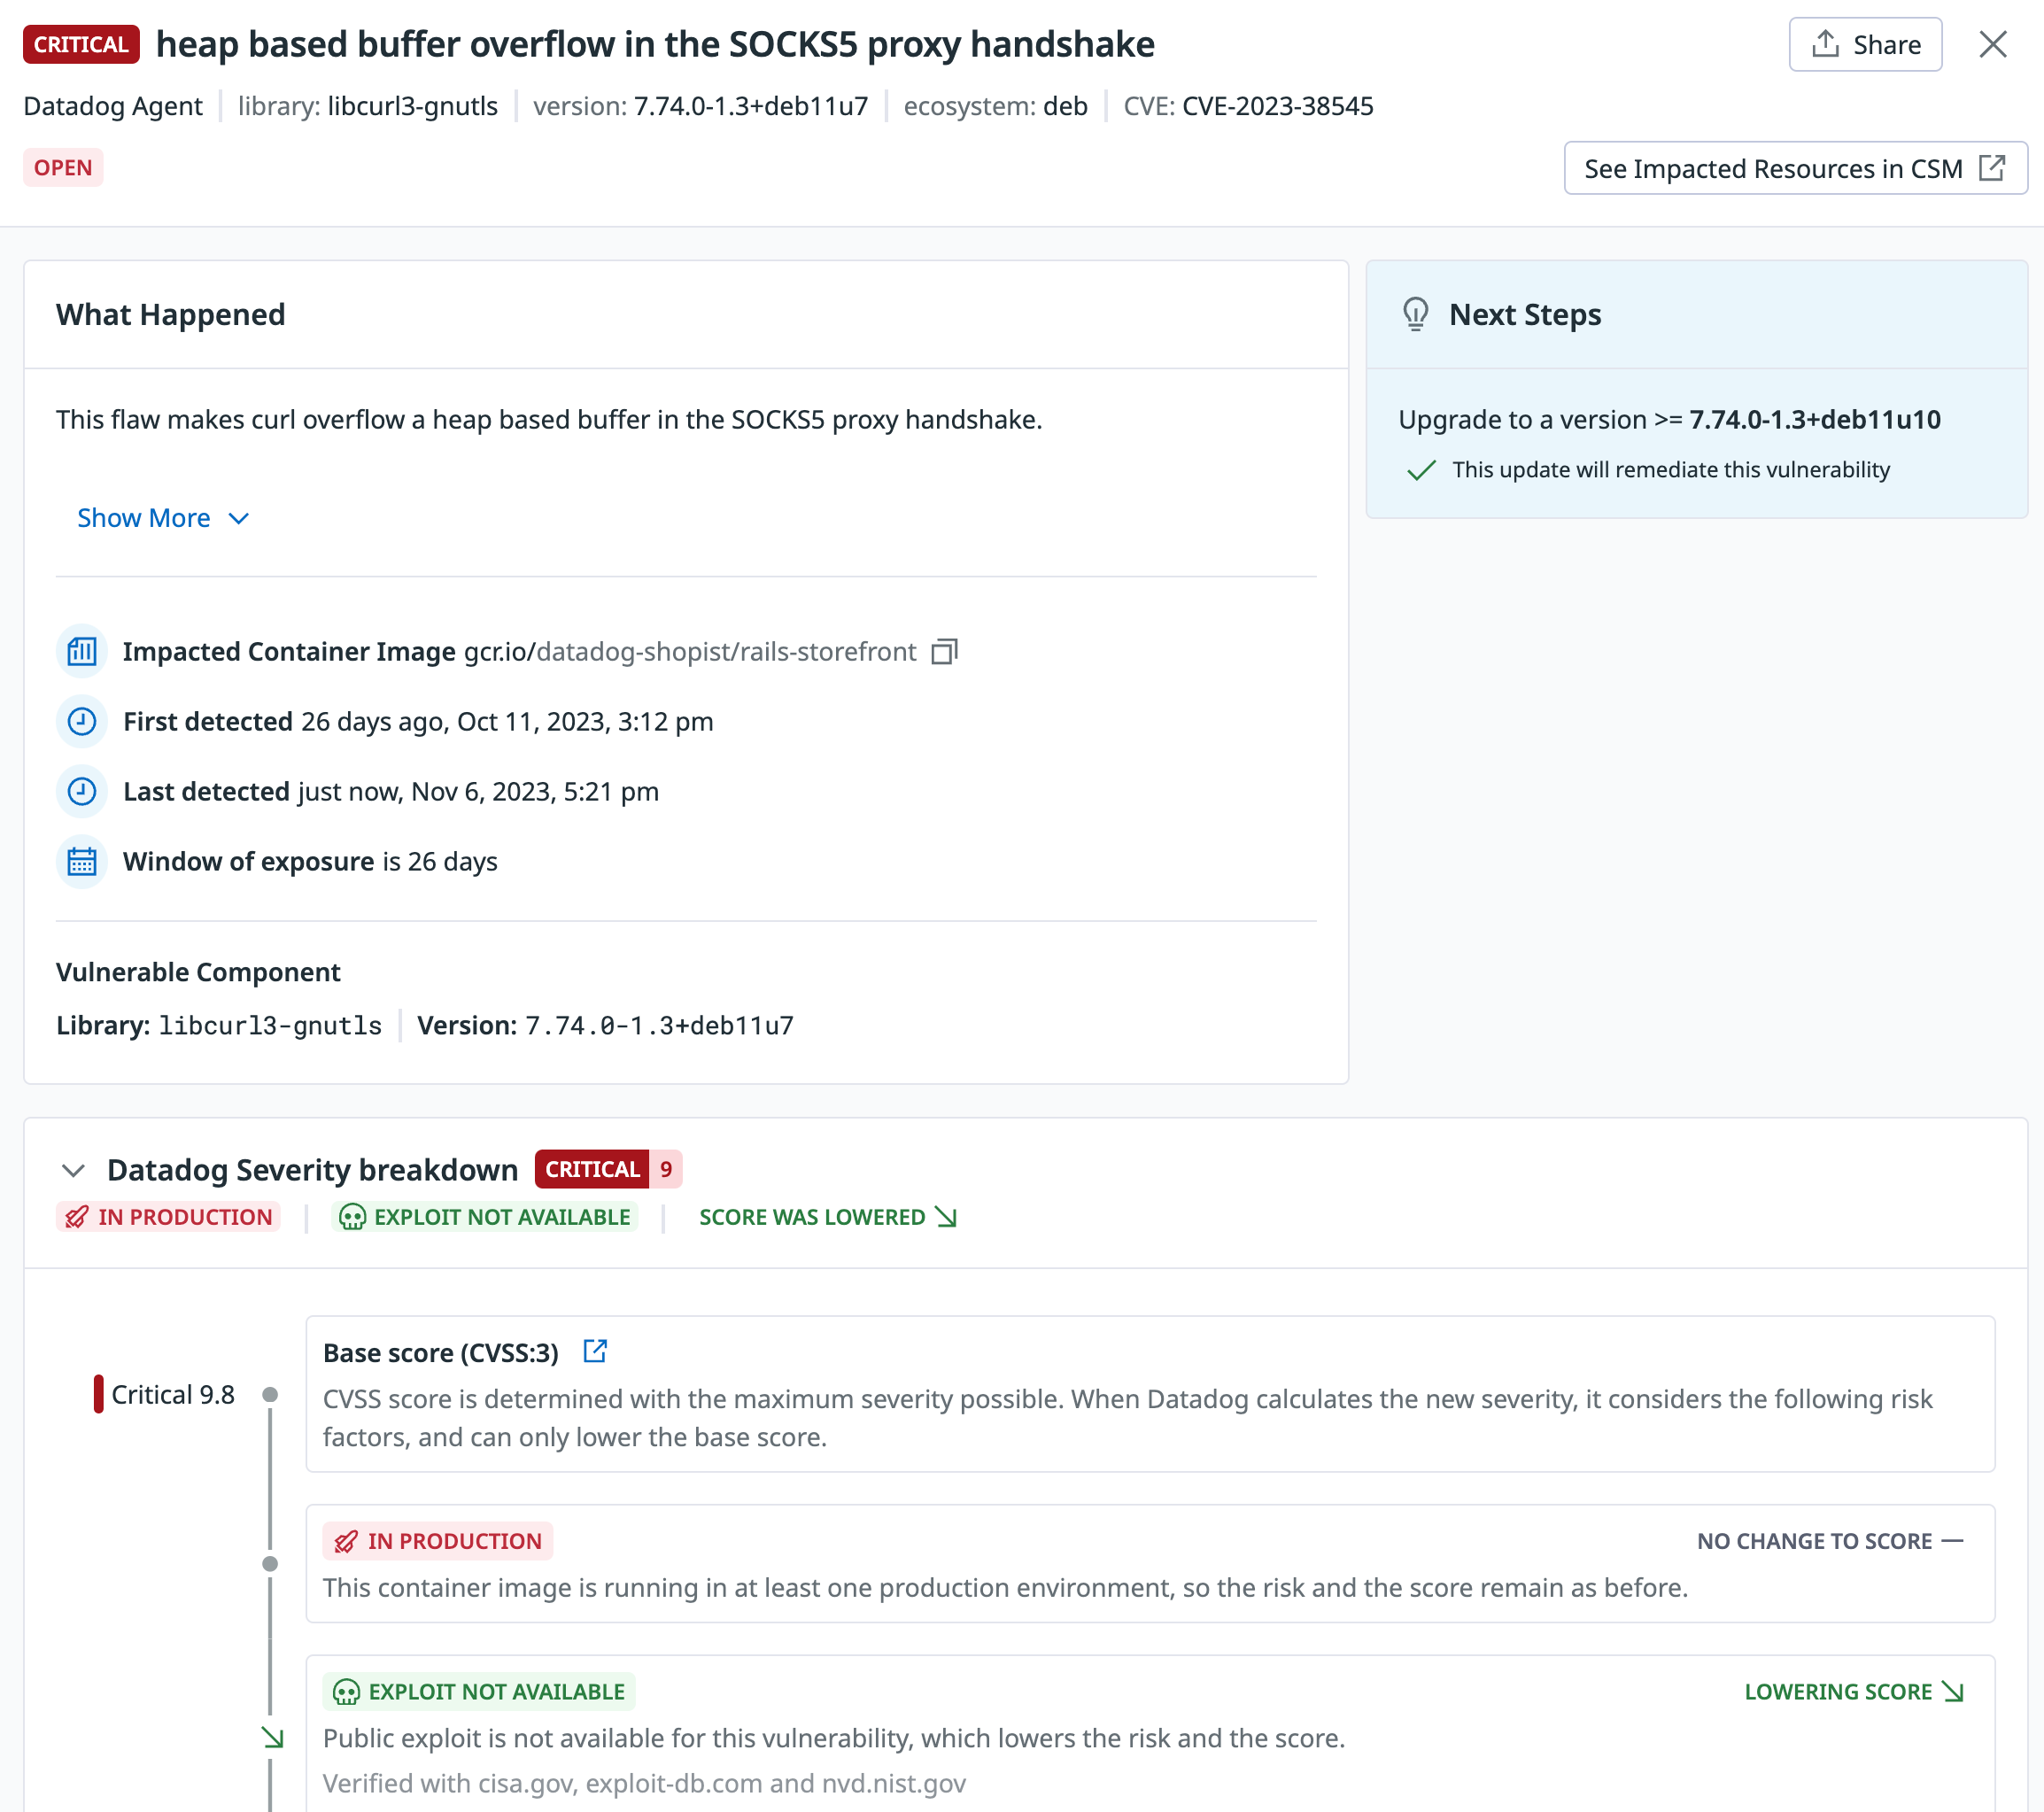 CRITICAL heap based buffer overflow in the SOCKS5 proxy handshake
Share
Datadog Agent library: libcurl3-gnutls version: 7.74.0-1.3+deb11u7 ecosystem: deb CVE: CVE-2023-38545
OPEN
See Impacted Resources in CSM
What Happened
This flaw makes curl overflow a heap based buffer in the SOCKS5 proxy handshake.
Show More
Impacted Container Image gcr.io/datadog-shopist/rails-storefront
First detected 26 days ago, Oct 11, 2023, 3:12 pm
Last detected just now, Nov 6, 2023, 5:21 pm
Window of exposure is 26 days
Vulnerable Component
Library: libcurl3-gnutls Version: 7.74.0-1.3+deb11u7
Next Steps
Upgrade to a version >= 7.74.0-1.3+deb11u10
This update will remediate this vulnerability
Datadog Severity breakdown CRITICAL 9
IN PRODUCTION EXPLOIT NOT AVAILABLE SCORE WAS LOWERED
Critical 9.8
Base score (CVSS:3)
CVSS score is determined with the maximum severity possible. When Datadog calculates the new severity, it considers the following risk
factors, and can only lower the base score.
IN PRODUCTION
NO CHANGE TO SCORE
This container image is running in at least one production environment, so the risk and the score remain as before.
EXPLOIT NOT AVAILABLE
LOWERING SCORE
Public exploit is not available for this vulnerability, which lowers the risk and the score.
Verified with cisa.gov, exploit-db.com and nvd.nist.gov